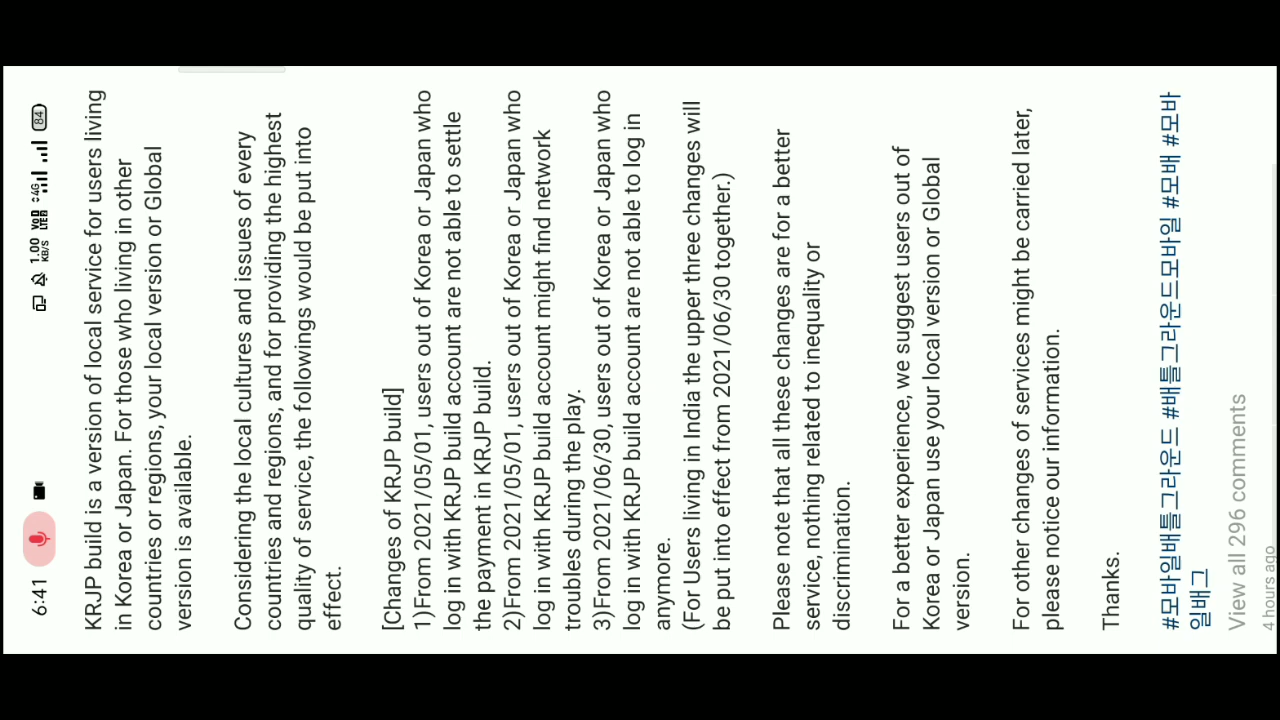 6:41
1.00 KB/S
VoD LTE
4G
84
KRJP build is a version of local service for users living
in Korea or Japan. For those who living in other
countries or regions, your local version or Global
version is available.
Considering the local cultures and issues of every
countries and regions, and for providing the highest
quality of service, the followings would be put into
effect.
[Changes of KRJP build]
1)From 2021/05/01, users out of Korea or Japan who
log in with KRJP build account are not able to settle
the payment in KRJP build.
2)From 2021/05/01, users out of Korea or Japan who
log in with KRJP build account might find network
troubles during the play.
3)From 2021/06/30, users out of Korea or Japan who
log in with KRJP build account are not able to log in
anymore.
(For Users living in India the upper three changes will
be put into effect from 2021/06/30 together.)
Please note that all these changes are for a better
service, nothing related to inequality or
discrimination.
For a better experience, we suggest users out of
Korea or Japan use your local version or Global
version.
For other changes of services might be carried later,
please notice our information.
Thanks.
#모바일배틀그라운드 #배틀그라운드모바일 #모배 #모바
일배그
View all 296 comments
4 hours ago